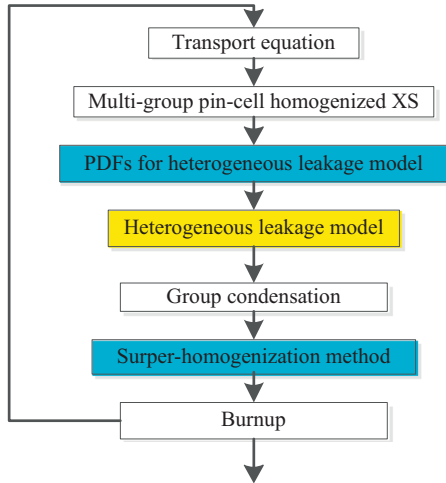 Transport equation
Multi-group pin-cell homogenized XS
PDFs for heterogeneous leakage model
Heterogeneous leakage model
Group condensation
Surper-homogenization method
Burnup